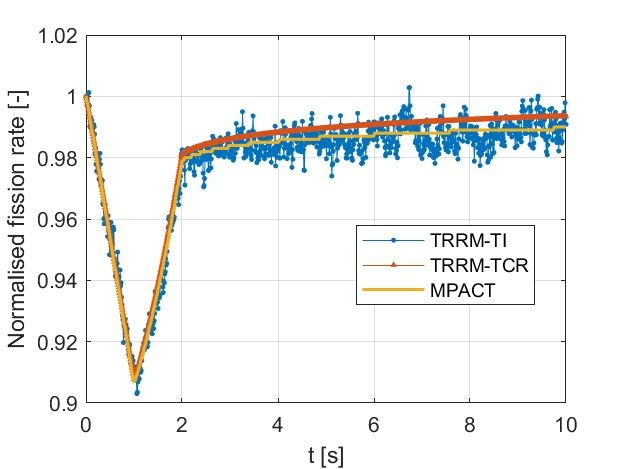 1.02
1
0.98
0.96
0.94
0.92
0.9
Normalised fission rate [-]
TRRM-TI
TRRM-TCR
MPACT
0 2 4 6 8 10
t [s]